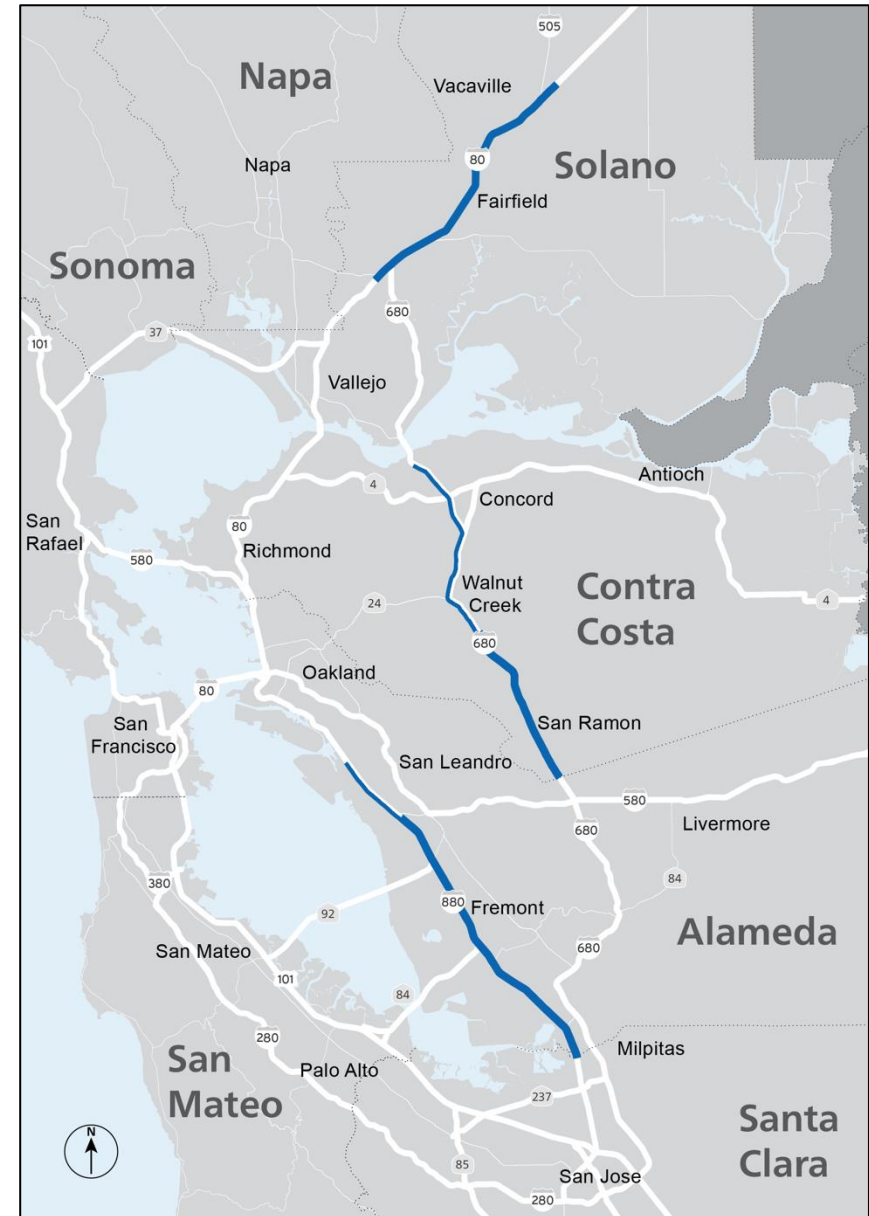 505
Napa
Vacaville
80
Napa
Solano
Fairfield
Sonoma
680
37
101
Vallejo
Antioch
4
Concord
San
Rafael
80
Richmond
580
Walnut
Creek
Contra
Costa
24
4
680
Oakland
80
San
Francisco
San Ramon
San Leandro
580
Livermore
680
84
380
92
880
Fremont
Alameda
680
San Mateo
101
84
280
Milpitas
San
Mateo
Palo Alto
237
Santa
Clara
N
85
San Jose
280